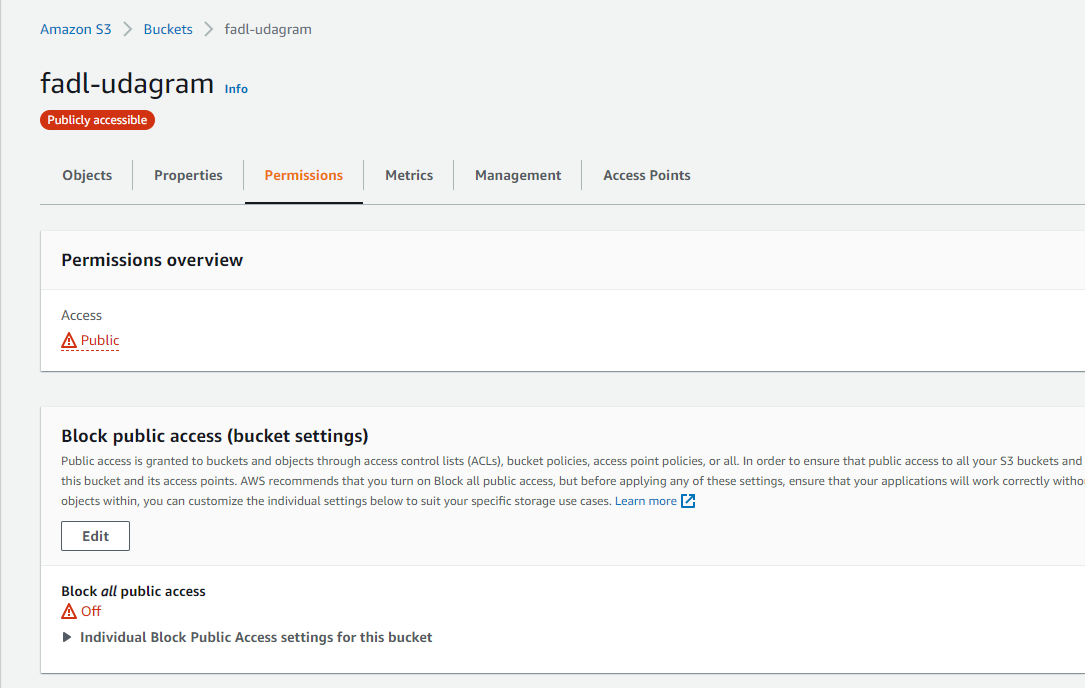 Amazon S3 > Buckets > fadl-udagram
fadl-udagram Info
Publicly accessible
Objects Properties Permissions Metrics Management Access Points
Permissions overview
Access
Public
Block public access (bucket settings)
Public access is granted to buckets and objects through access control lists (ACLs), bucket policies, access point policies, or all. In order to ensure that public access to all your S3 buckets and
this bucket and its access points. AWS recommends that you turn on Block all public access, but before applying any of these settings, ensure that your applications will work correctly witho
objects within, you can customize the individual settings below to suit your specific storage use cases. Learn more
Edit
Block all public access
Off
Individual Block Public Access settings for this bucket